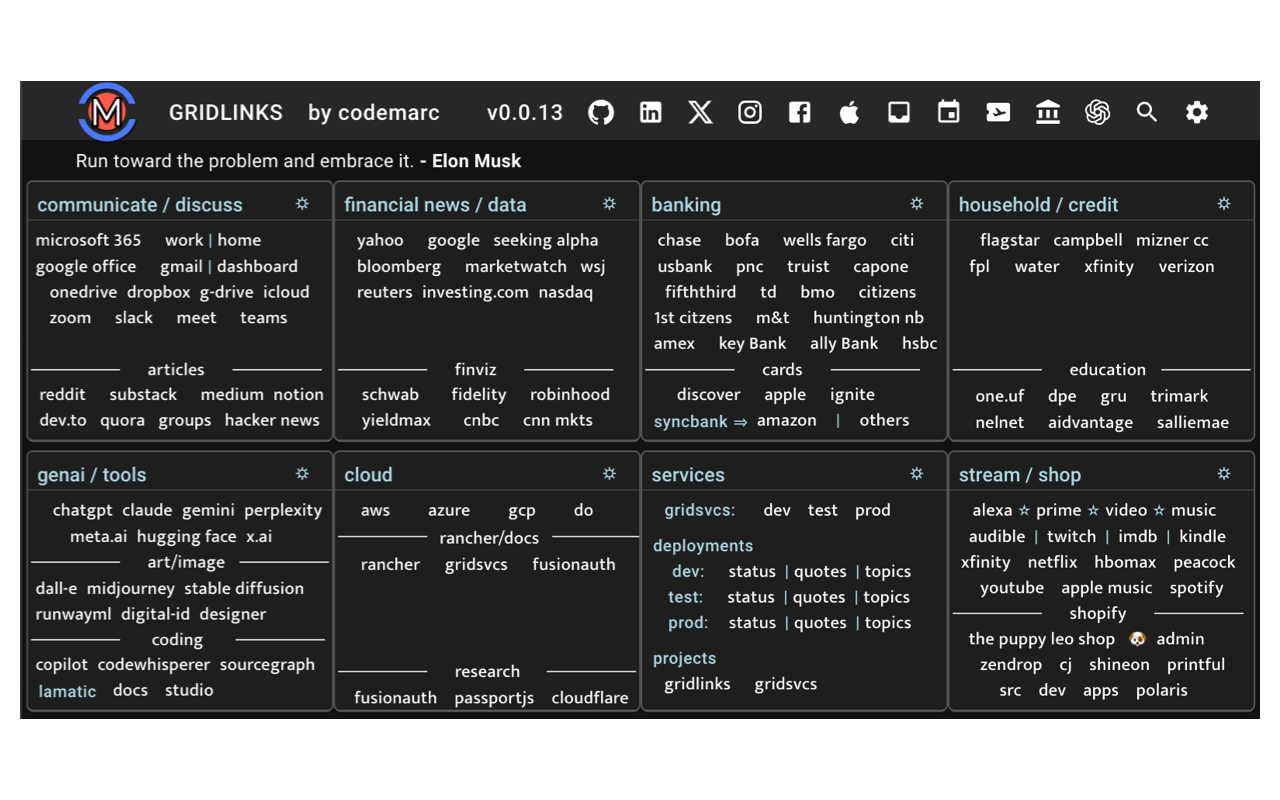 M GRIDLINKS by codemarc v0.0.13
Run toward the problem and embrace it. - Elon Musk
communicate / discuss
microsoft 365 work | home
google office gmail | dashboard
onedrive dropbox g-drive icloud
zoom slack meet teams
articles
reddit substack medium notion
dev.to quora groups hacker news
financial news / data
yahoo google seeking alpha
bloomberg marketwatch wsj
reuters investing.com nasdaq
finviz
schwab fidelity robinhood
yieldmax cnbc cnn mkts
banking
chase bofa wells fargo citi
usbank pnc truist capone
fifththird td bmo citizens
1st citzens m&t huntington nb
amex key Bank ally Bank hsbc
cards
discover apple ignite
syncbank ⇒ amazon | others
household / credit
flagstar campbell mizner cc
fpl water xfinity verizon
education
one.uf dpe gru trimark
nelnet aidvantage salliemae
genai / tools
chatgpt claude gemini perplexity
meta.ai hugging face x.ai
art/image
dall-e midjourney stable diffusion
runwayml digital-id designer
coding
copilot codewhisperer sourcegraph
lamatic docs studio
cloud
aws azure gcp do
rancher/docs
rancher gridsvcs fusionauth
research
fusionauth passportjs cloudflare
services
gridsvcs: dev test prod
deployments
dev: status | quotes | topics
test: status | quotes | topics
prod: status | quotes | topics
projects
gridlinks gridsvcs
stream / shop
alexa ☆ prime ☆ video ☆ music
audible | twitch | imdb | kindle
xfinity netflix hbomax peacock
youtube apple music spotify
shopify
the puppy leo shop 🐶 admin
zendrop cj shineon printful
src dev apps polaris